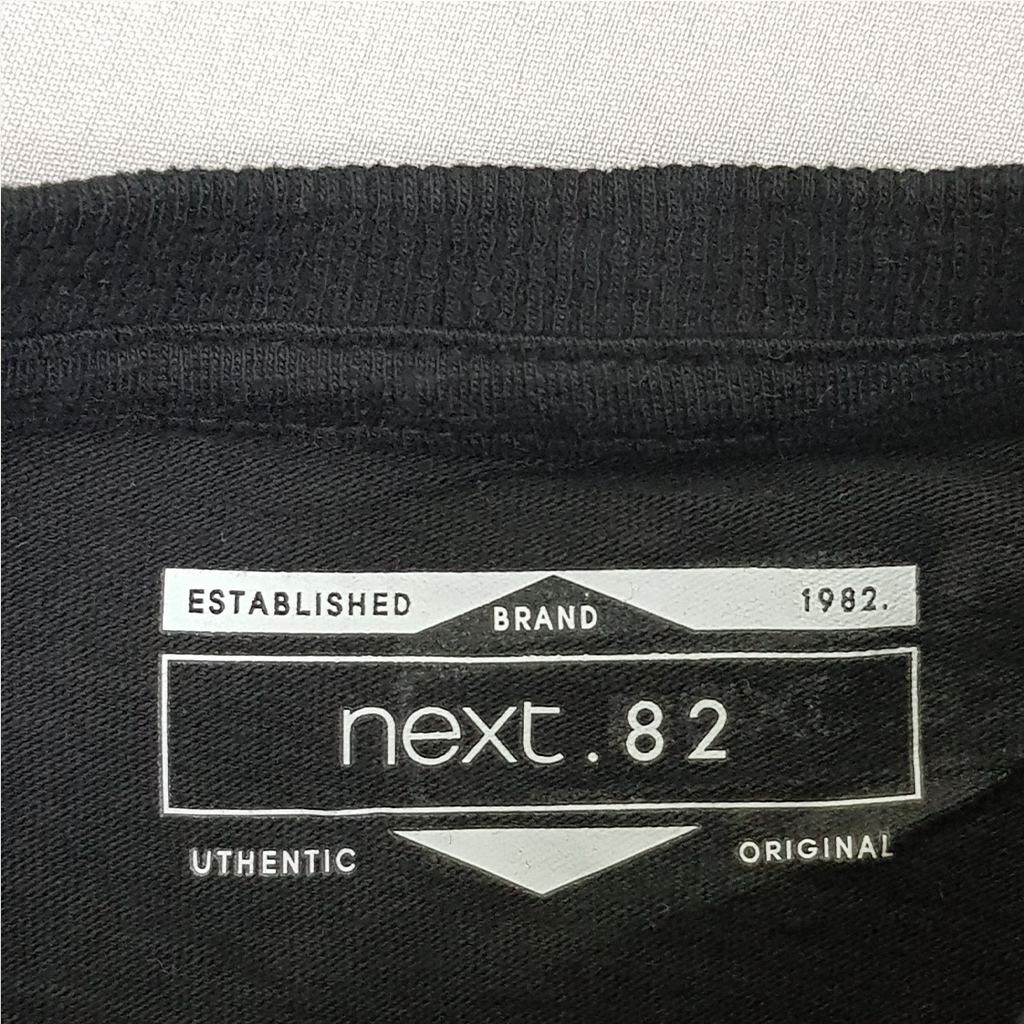 ESTABLISHED BRAND 1982.
next.82
UTHENTIC ORIGINAL